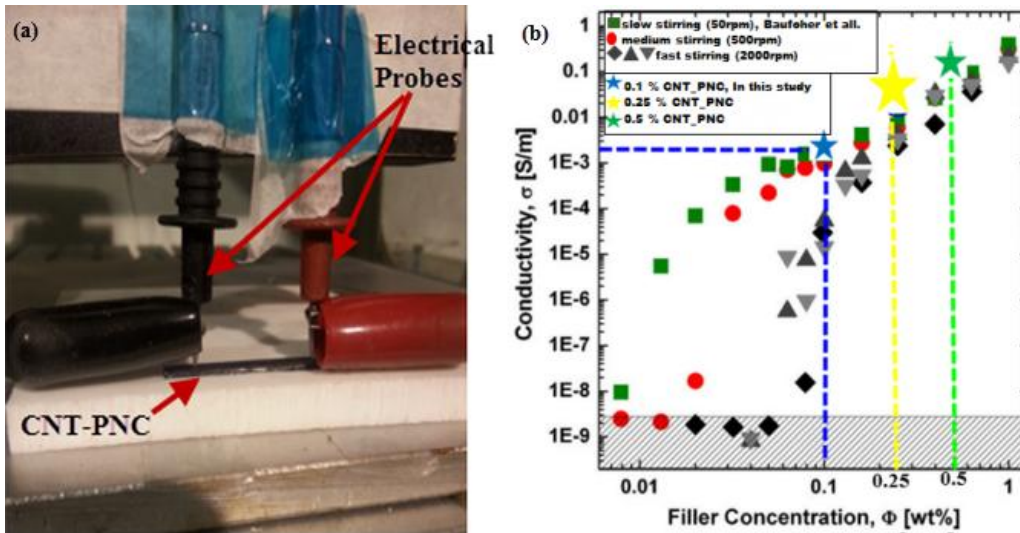 (a)
Electrical
Probes
CNT-PNC
(b)
slow stirring (50rpm), Baufoher et all.
medium stirring (500rpm)
fast stirring (2000rpm)
0.1 % CNT_PNC, In this study
0.25 % CNT_PNC
0.5 % CNT_PNC
Conductivity, σ [S/m]
1
0.1
0.01
1E-3
1E-4
1E-5
1E-6
1E-7
1E-8
1E-9
0.25
0.5
0.01
0.1
1
Filler Concentration, Φ [wt%]